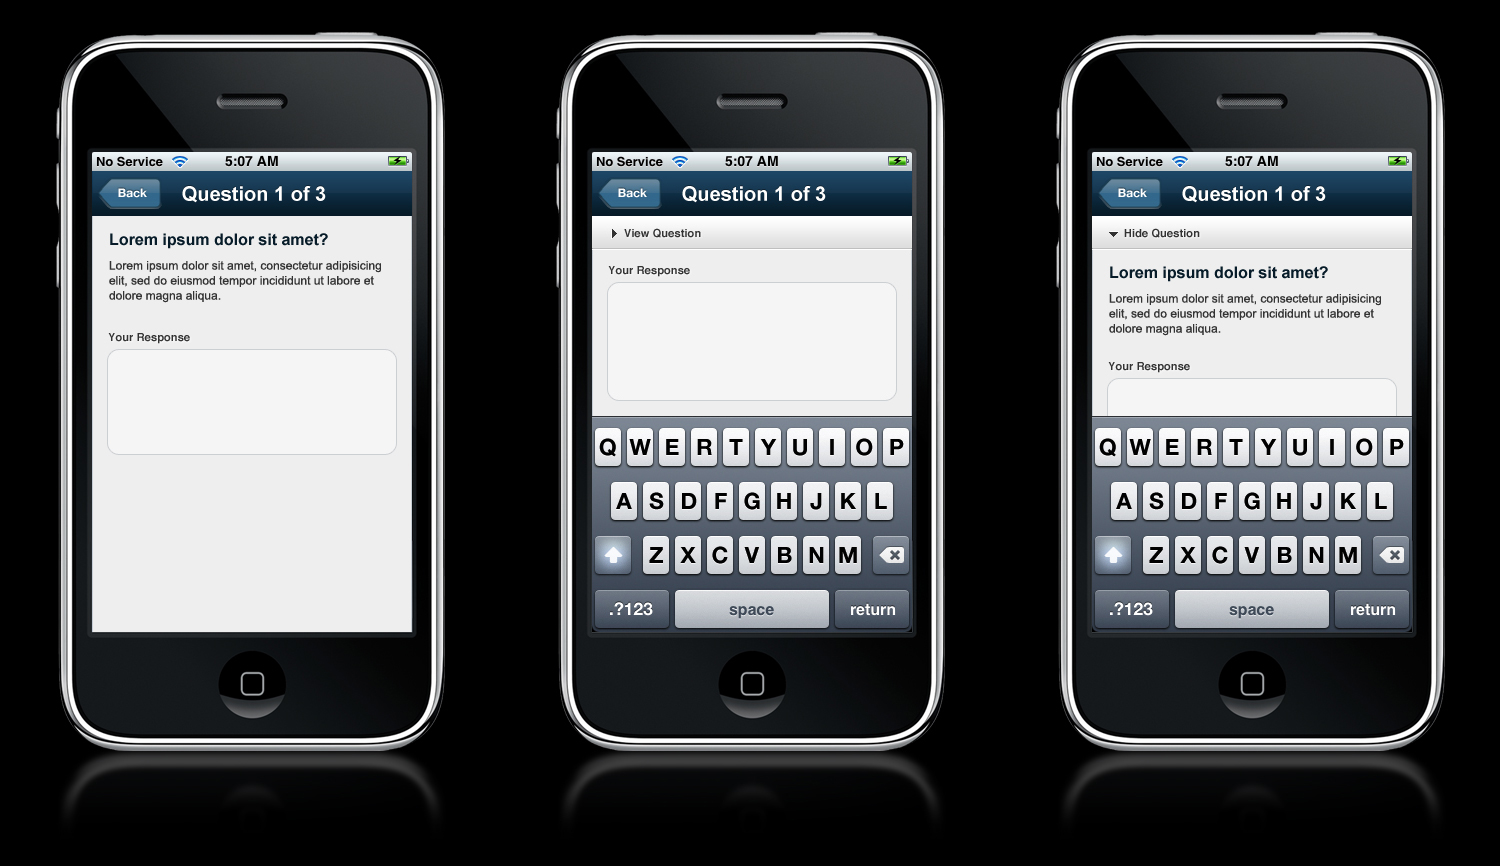 No Service 5:07 AM
Back Question 1 of 3
Lorem ipsum dolor sit amet?
Lorem ipsum dolor sit amet, consectetur adipisicing
elit, sed do eiusmod tempor incididunt ut labore et
dolore magna aliqua.
Your Response
No Service 5:07 AM
Back Question 1 of 3
View Question
Your Response
Q W E R T Y U I O P
A S D F G H J K L
Z X C V B N M
.?123 space return
No Service 5:07 AM
Back Question 1 of 3
Hide Question
Lorem ipsum dolor sit amet?
Lorem ipsum dolor sit amet, consectetur adipisicing
elit, sed do eiusmod tempor incididunt ut labore et
dolore magna aliqua.
Your Response
Q W E R T Y U I O P
A S D F G H J K L
Z X C V B N M
.?123 space return